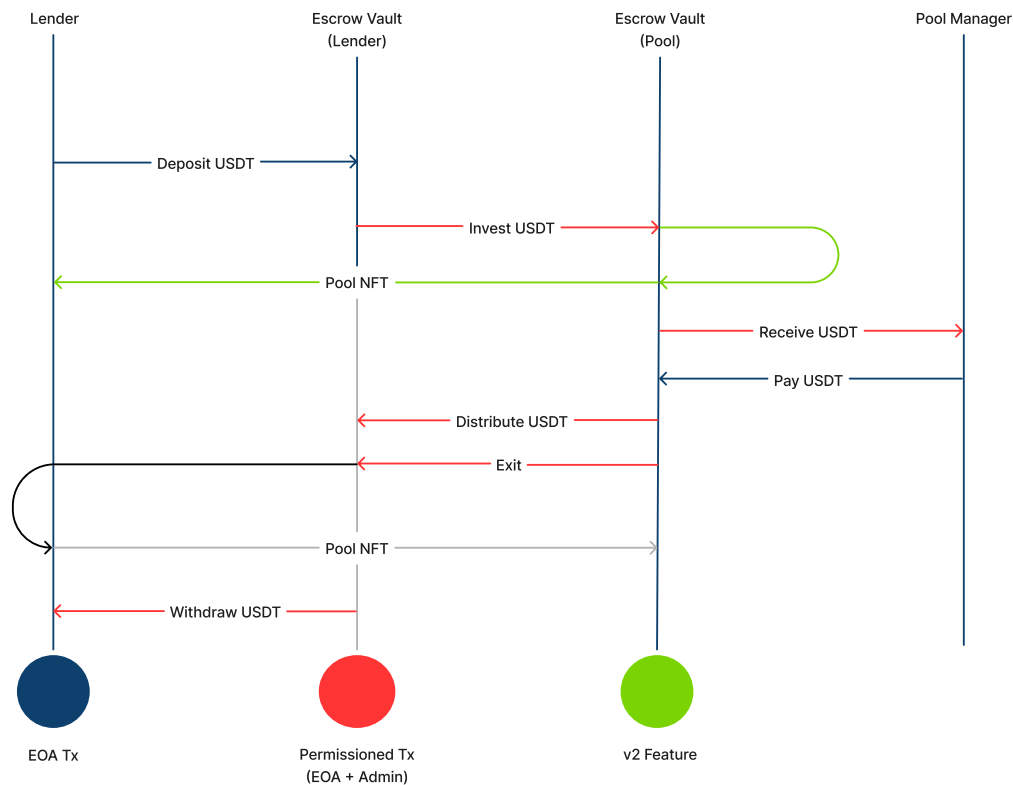 Lender
Escrow Vault
(Lender)
Escrow Vault
(Pool)
Pool Manager
Deposit USDT
Invest USDT
Pool NFT
Receive USDT
Pay USDT
Distribute USDT
Exit
Pool NFT
Withdraw USDT
EOA Tx
Permissioned Tx
(EOA + Admin)
v2 Feature